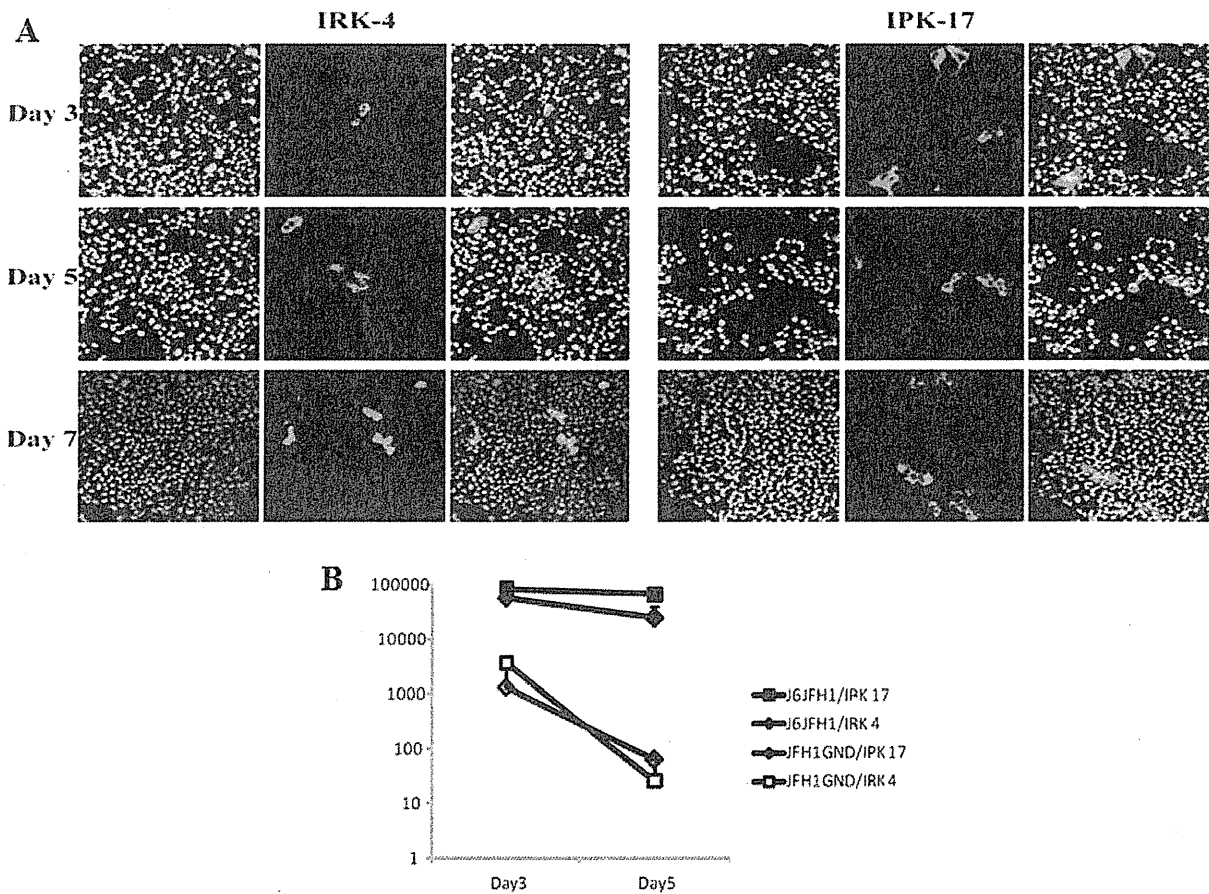 A
IRK-4
IPK-17
Day 3
Day 5
Day 7
B
100000
10000
1000
100
10
1
Day3
Day5
J6JFH1/IPK 17
J6JFH1/IRK 4
JFH1GND/IPK 17
JFH1GND/IRK 4